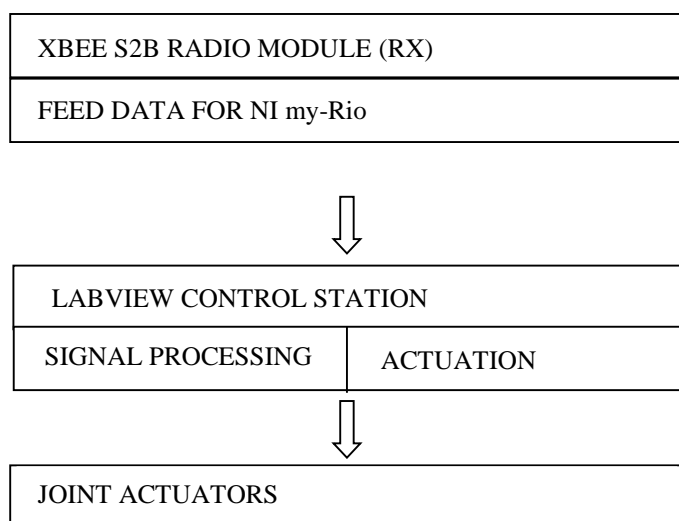 XBEE S2B RADIO MODULE (RX)
FEED DATA FOR NI my-Rio
LABVIEW CONTROL STATION
SIGNAL PROCESSING
ACTUATION
JOINT ACTUATORS